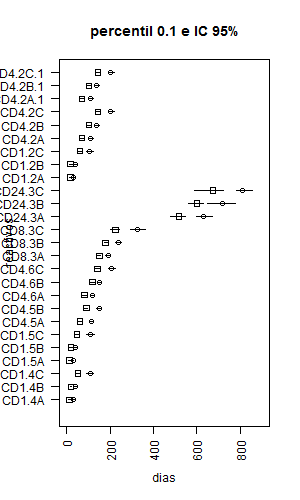 percentil 0.1 e IC 95%
CD4.2C.1
CD4.2B.1
CD4.2A.1
CD4.2C
CD4.2B
CD4.2A
CD1.2C
CD1.2B
CD1.2A
CD24.3C
CD24.3B
CD24.3A
CD8.3C
CD8.3B
CD8.3A
CD4.6C
CD4.6B
CD4.6A
CD4.5B
CD4.5A
CD1.5C
CD1.5B
CD1.5A
CD1.4C
CD1.4B
CD1.4A
0 200 400 600 800
dias